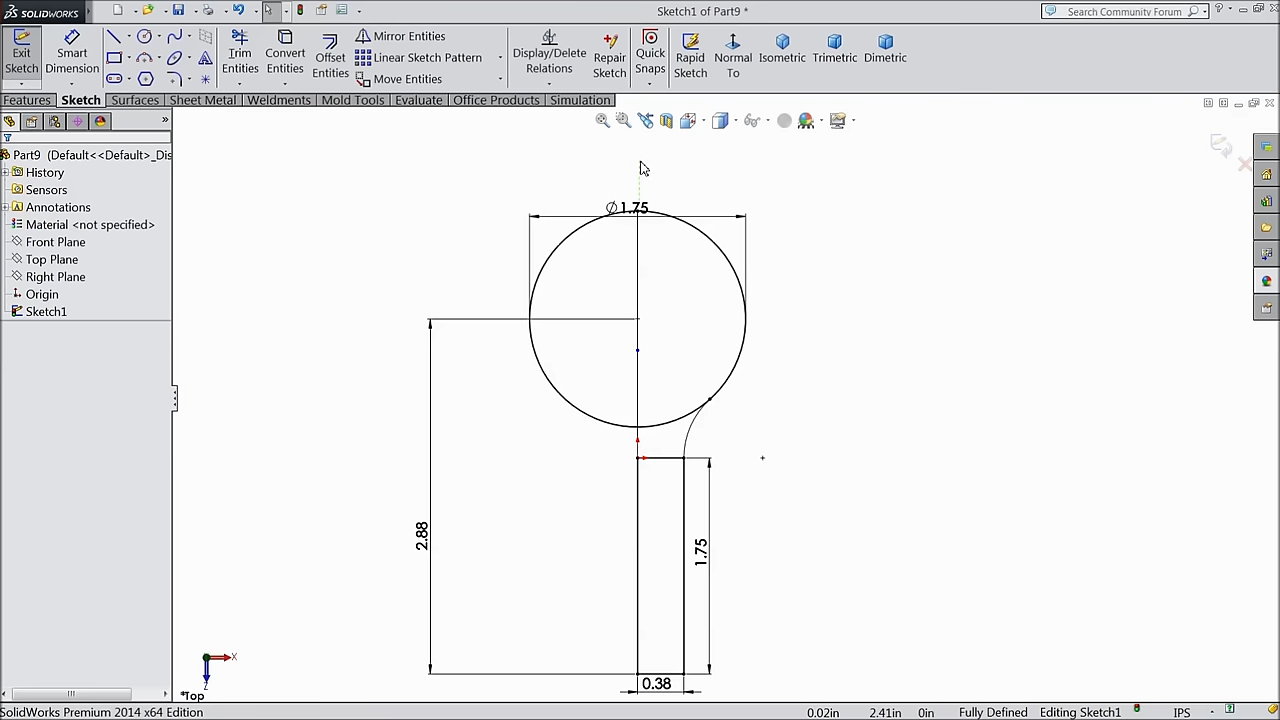 SOLIDWORKS
Sketch1 of Part9 *
Search Community Forum
Exit Sketch
Smart Dimension
Trim Entities
Convert Entities
Offset Entities
Mirror Entities
Linear Sketch Pattern
Move Entities
Display/Delete Relations
Repair Sketch
Quick Snaps
Rapid Sketch
Normal To
Isometric
Trimetric
Dimetric
Features
Sketch
Surfaces
Sheet Metal
Weldments
Mold Tools
Evaluate
Office Products
Simulation
Part9 (Default<<Default>_Dis
History
Sensors
Annotations
Material <not specified>
Front Plane
Top Plane
Right Plane
Origin
Sketch1
∅1.75
2.88
1.75
0.38
X
Z
*Top
SolidWorks Premium 2014 x64 Edition
0.02in
2.41in
0in
Fully Defined
Editing Sketch1
IPS